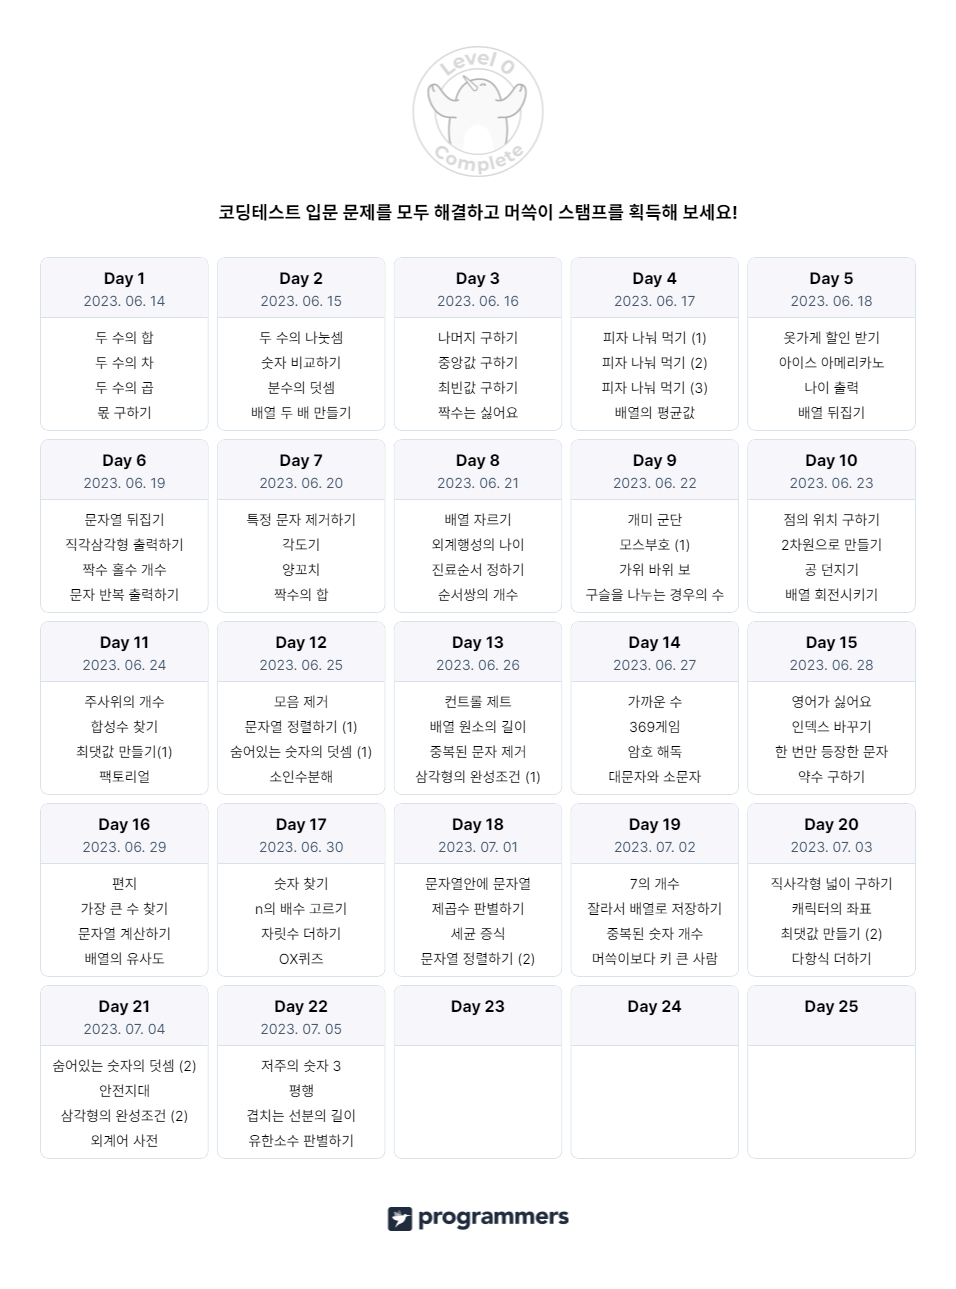 Level 0
Complete
코딩테스트 입문 문제를 모두 해결하고 머쓱이 스탬프를 획득해 보세요!
Day 1
2023. 06. 14
두 수의 합
두 수의 차
두 수의 곱
몫 구하기
Day 2
2023. 06. 15
두 수의 나눗셈
숫자 비교하기
분수의 덧셈
배열 두 배 만들기
Day 3
2023. 06. 16
나머지 구하기
중앙값 구하기
최빈값 구하기
짝수는 싫어요
Day 4
2023. 06. 17
피자 나눠 먹기 (1)
피자 나눠 먹기 (2)
피자 나눠 먹기 (3)
배열의 평균값
Day 5
2023. 06. 18
옷가게 할인 받기
아이스 아메리카노
나이 출력
배열 뒤집기
Day 6
2023. 06. 19
문자열 뒤집기
직각삼각형 출력하기
짝수 홀수 개수
문자 반복 출력하기
Day 7
2023. 06. 20
특정 문자 제거하기
각도기
양꼬치
짝수의 합
Day 8
2023. 06. 21
배열 자르기
외계행성의 나이
진료순서 정하기
순서쌍의 개수
Day 9
2023. 06. 22
개미 군단
모스부호 (1)
가위 바위 보
구슬을 나누는 경우의 수
Day 10
2023. 06. 23
점의 위치 구하기
2차원으로 만들기
공 던지기
배열 회전시키기
Day 11
2023. 06. 24
주사위의 개수
합성수 찾기
최댓값 만들기(1)
팩토리얼
Day 12
2023. 06. 25
모음 제거
문자열 정렬하기 (1)
숨어있는 숫자의 덧셈 (1)
소인수분해
Day 13
2023. 06. 26
컨트롤 제트
배열 원소의 길이
중복된 문자 제거
삼각형의 완성조건 (1)
Day 14
2023. 06. 27
가까운 수
369게임
암호 해독
대문자와 소문자
Day 15
2023. 06. 28
영어가 싫어요
인덱스 바꾸기
한 번만 등장한 문자
약수 구하기
Day 16
2023. 06. 29
편지
가장 큰 수 찾기
문자열 계산하기
배열의 유사도
Day 17
2023. 06. 30
숫자 찾기
n의 배수 고르기
자릿수 더하기
OX퀴즈
Day 18
2023. 07. 01
문자열안에 문자열
제곱수 판별하기
세균 증식
문자열 정렬하기 (2)
Day 19
2023. 07. 02
7의 개수
잘라서 배열로 저장하기
중복된 숫자 개수
머쓱이보다 키 큰 사람
Day 20
2023. 07. 03
직사각형 넓이 구하기
캐릭터의 좌표
최댓값 만들기 (2)
다항식 더하기
Day 21
2023. 07. 04
숨어있는 숫자의 덧셈 (2)
안전지대
삼각형의 완성조건 (2)
외계어 사전
Day 22
2023. 07. 05
저주의 숫자 3
평행
겹치는 선분의 길이
유한소수 판별하기
Day 23
Day 24
Day 25
programmers